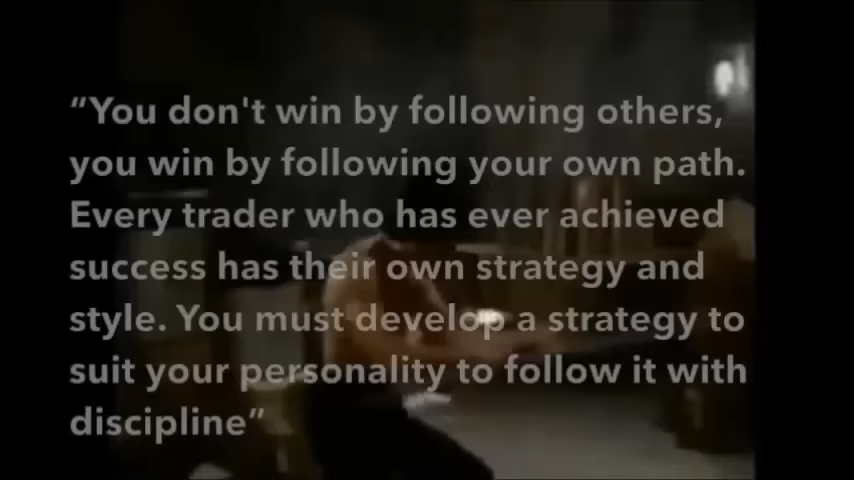 “You don't win by following others,
you win by following your own path.
Every trader who has ever achieved
success has their own strategy and
style. You must develop a strategy to
suit your personality to follow it with
discipline”